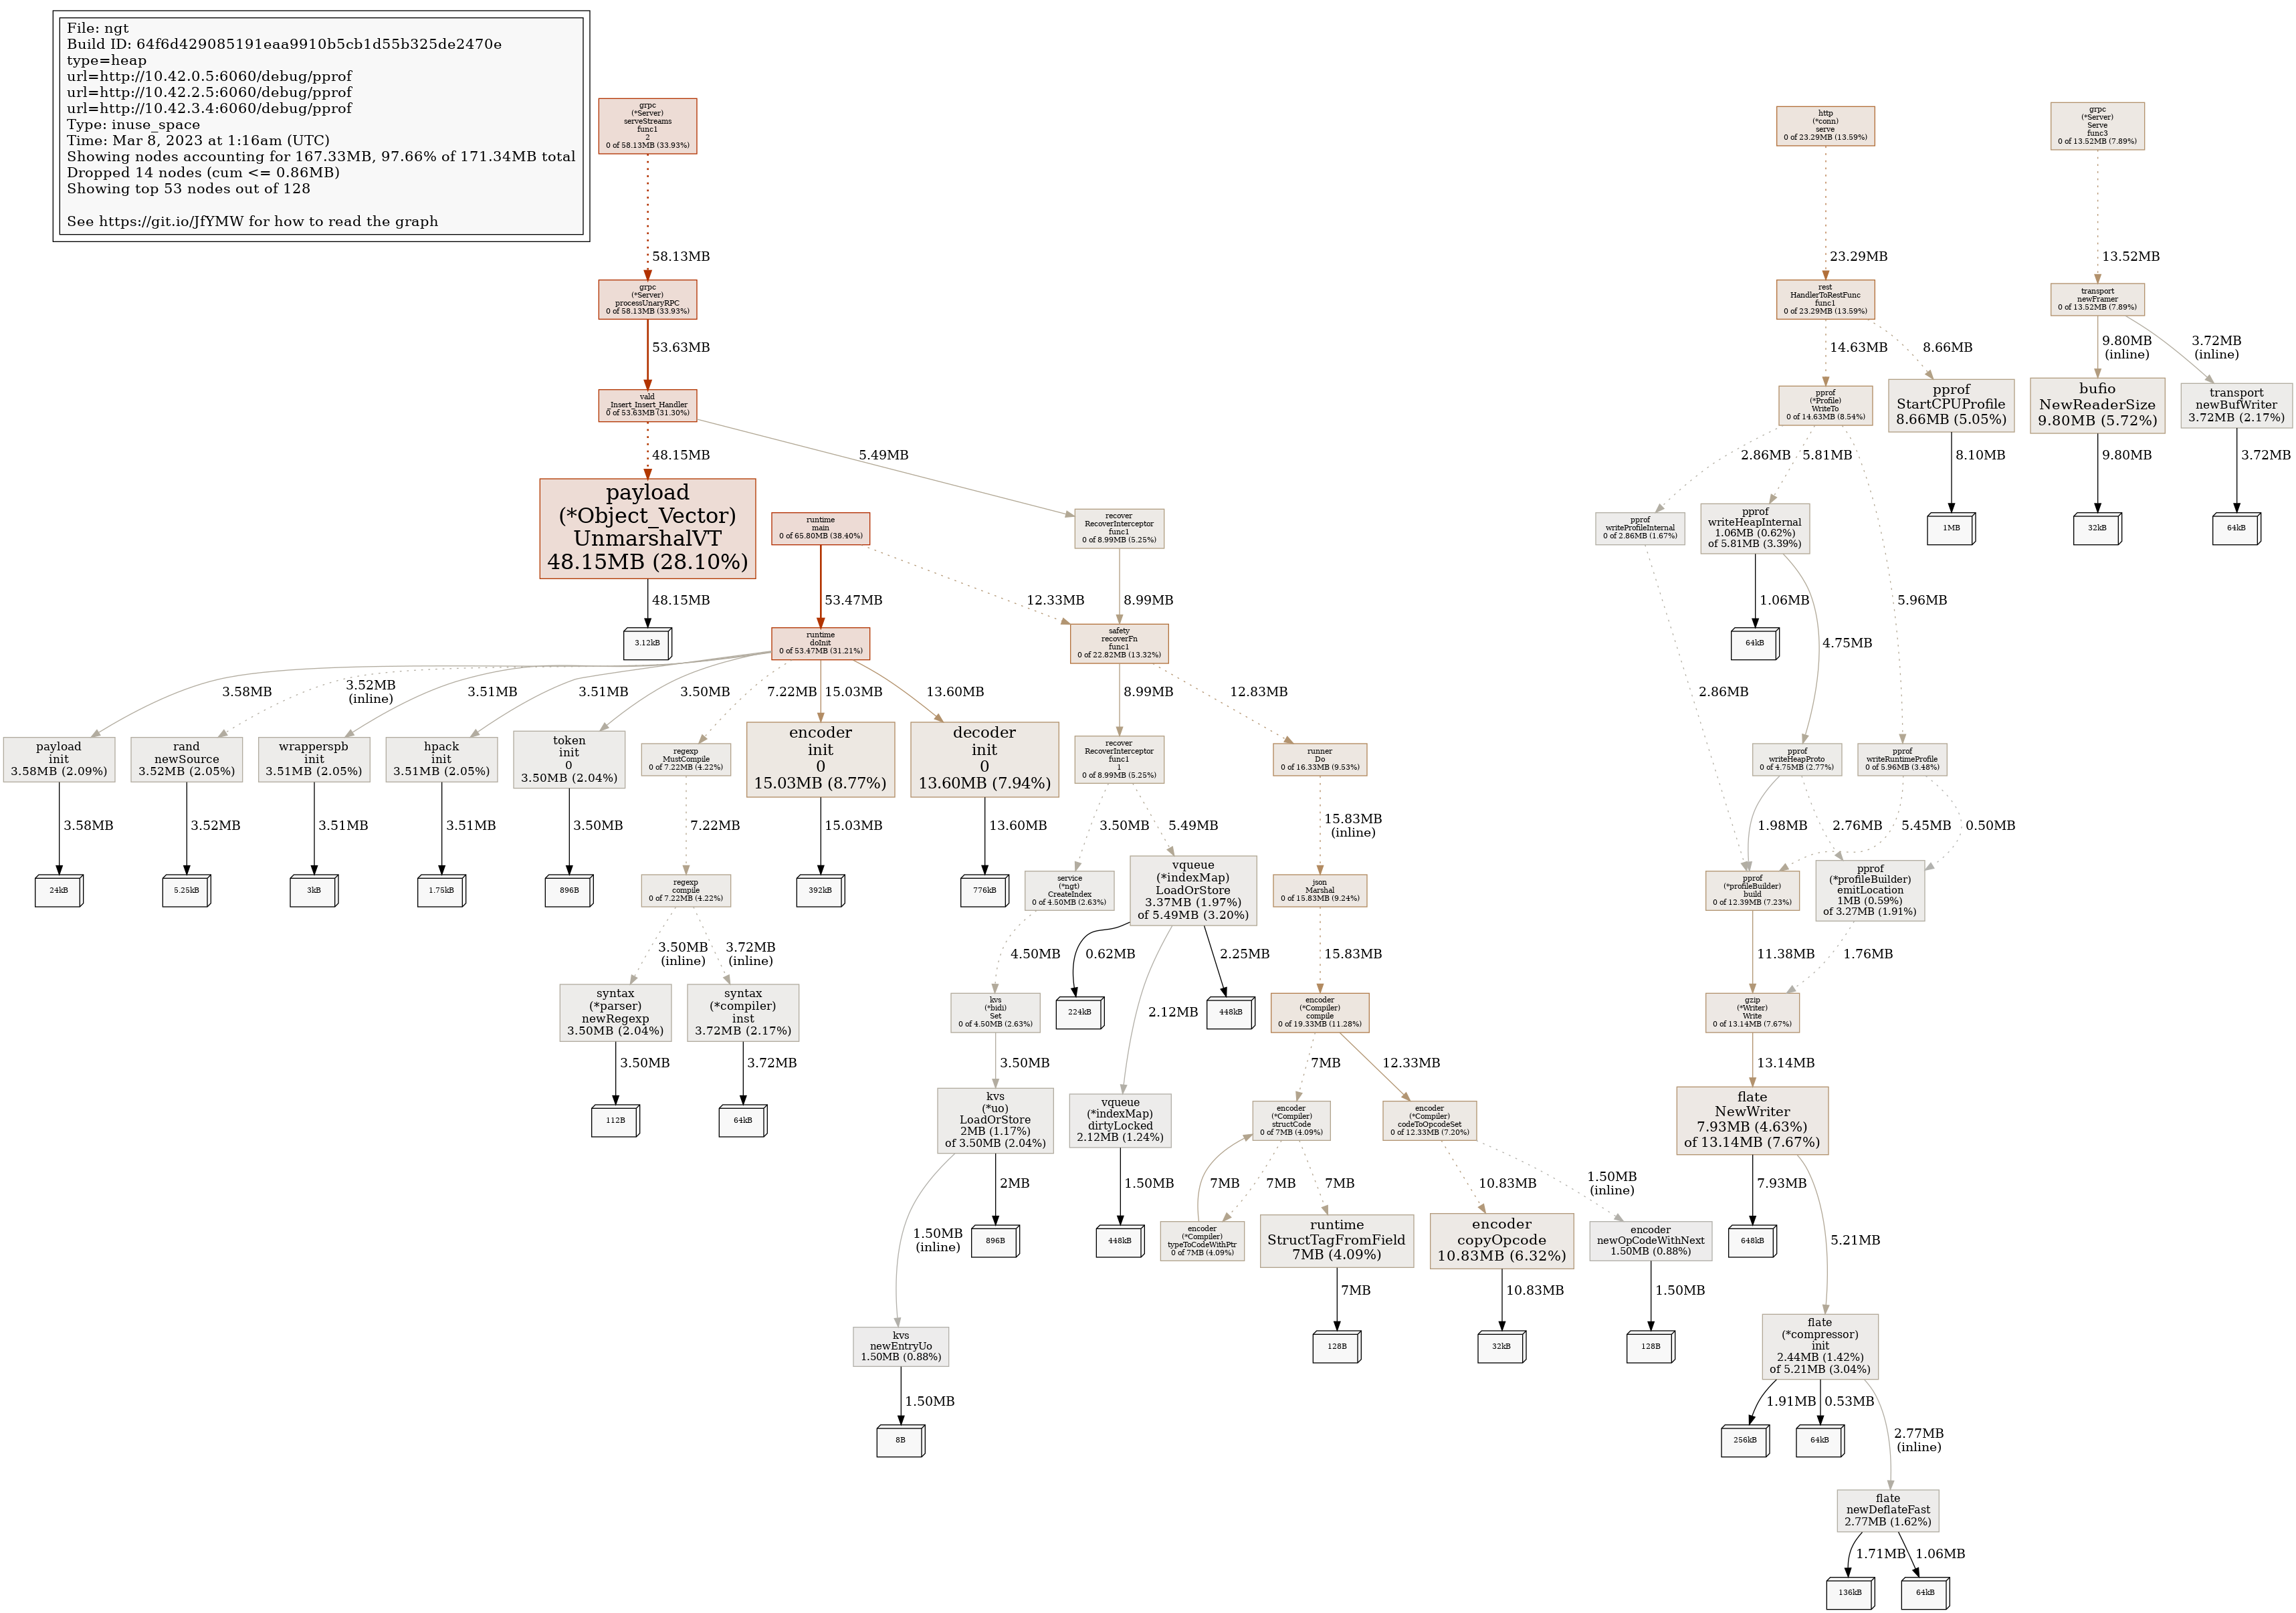 File: ngt
Build ID: 64f6d429085191eaa9910b5cb1d55b325de2470e
type=heap
url=http://10.42.0.5:6060/debug/pprof
url=http://10.42.2.5:6060/debug/pprof
url=http://10.42.3.4:6060/debug/pprof
Type: inuse_space
Time: Mar 8, 2023 at 1:16am (UTC)
Showing nodes accounting for 167.33MB, 97.66% of 171.34MB total
Dropped 14 nodes (cum <= 0.86MB)
Showing top 53 nodes out of 128
See https://git.io/JfYMW for how to read the graph
grpc
(*Server)
serveStreams
func1
2
0 of 58.13MB (33.93%)
http
(*conn)
serve
0 of 23.29MB (13.59%)
grpc
(*Server)
Serve
func3
0 of 13.52MB (7.89%)
58.13MB
23.29MB
13.52MB
grpc
(*Server)
processUnaryRPC
0 of 58.13MB (33.93%)
rest
HandlerToRestFunc
func1
0 of 23.29MB (13.59%)
transport
newFramer
0 of 13.52MB (7.89%)
53.63MB
14.63MB
8.66MB
9.80MB
(inline)
3.72MB
(inline)
vald
_Insert_Insert_Handler
0 of 53.63MB (31.30%)
pprof
(*Profile)
WriteTo
0 of 14.63MB (8.54%)
pprof
StartCPUProfile
8.66MB (5.05%)
bufio
NewReaderSize
9.80MB (5.72%)
transport
newBufWriter
3.72MB (2.17%)
48.15MB
5.49MB
2.86MB
5.81MB
8.10MB
9.80MB
3.72MB
payload
(*Object_Vector)
UnmarshalVT
48.15MB (28.10%)
runtime
main
0 of 65.80MB (38.40%)
recover
RecoverInterceptor
func1
0 of 8.99MB (5.25%)
pprof
writeProfileInternal
0 of 2.86MB (1.67%)
pprof
writeHeapInternal
1.06MB (0.62%)
of 5.81MB (3.39%)
1MB
32kB
64kB
48.15MB
53.47MB
12.33MB
8.99MB
1.06MB
5.96MB
3.12kB
runtime
doInit
0 of 53.47MB (31.21%)
safety
recoverFn
func1
0 of 22.82MB (13.32%)
64kB
4.75MB
3.58MB
3.52MB
(inline)
3.51MB
3.51MB
3.50MB
7.22MB
15.03MB
13.60MB
8.99MB
12.83MB
2.86MB
payload
init
3.58MB (2.09%)
rand
newSource
3.52MB (2.05%)
wrapperspb
init
3.51MB (2.05%)
hpack
init
3.51MB (2.05%)
token
init
0
3.50MB (2.04%)
regexp
MustCompile
0 of 7.22MB (4.22%)
encoder
init
0
15.03MB (8.77%)
decoder
init
0
13.60MB (7.94%)
recover
RecoverInterceptor
func1
1
0 of 8.99MB (5.25%)
runner
Do
0 of 16.33MB (9.53%)
pprof
writeHeapProto
0 of 4.75MB (2.77%)
pprof
writeRuntimeProfile
0 of 5.96MB (3.48%)
3.58MB
3.52MB
3.51MB
3.51MB
3.50MB
7.22MB
15.03MB
13.60MB
3.50MB
5.49MB
15.83MB
(inline)
1.98MB
2.76MB
5.45MB
0.50MB
24kB
5.25kB
3kB
1.75kB
896B
regexp
compile
0 of 7.22MB (4.22%)
392kB
776kB
service
(*ngt)
CreateIndex
0 of 4.50MB (2.63%)
vqueue
(*indexMap)
LoadOrStore
3.37MB (1.97%)
of 5.49MB (3.20%)
json
Marshal
0 of 15.83MB (9.24%)
pprof
(*profileBuilder)
build
0 of 12.39MB (7.23%)
pprof
(*profileBuilder)
emitLocation
1MB (0.59%)
of 3.27MB (1.91%)
3.50MB
(inline)
3.72MB
(inline)
4.50MB
0.62MB
2.25MB
15.83MB
11.38MB
1.76MB
syntax
(*parser)
newRegexp
3.50MB (2.04%)
syntax
(*compiler)
inst
3.72MB (2.17%)
kvs
(*bidi)
Set
0 of 4.50MB (2.63%)
224kB
2.12MB
448kB
encoder
(*Compiler)
compile
0 of 19.33MB (11.28%)
gzip
(*Writer)
Write
0 of 13.14MB (7.67%)
3.50MB
3.72MB
3.50MB
7MB
12.33MB
13.14MB
112B
64kB
kvs
(*uo)
LoadOrStore
2MB (1.17%)
of 3.50MB (2.04%)
vqueue
(*indexMap)
dirtyLocked
2.12MB (1.24%)
encoder
(*Compiler)
structCode
0 of 7MB (4.09%)
encoder
(*Compiler)
codeToOpcodeSet
0 of 12.33MB (7.20%)
flate
NewWriter
7.93MB (4.63%)
of 13.14MB (7.67%)
2MB
1.50MB
7MB
7MB
7MB
10.83MB
1.50MB
(inline)
7.93MB
1.50MB
(inline)
896B
448kB
encoder
(*Compiler)
typeToCodeWithPtr
0 of 7MB (4.09%)
runtime
StructTagFromField
7MB (4.09%)
encoder
copyOpcode
10.83MB (6.32%)
encoder
newOpCodeWithNext
1.50MB (0.88%)
648kB
5.21MB
7MB
10.83MB
1.50MB
kvs
newEntryUo
1.50MB (0.88%)
128B
32kB
128B
flate
(*compressor)
init
2.44MB (1.42%)
of 5.21MB (3.04%)
1.50MB
1.91MB
0.53MB
8B
256kB
64kB
2.77MB
(inline)
flate
newDeflateFast
2.77MB (1.62%)
1.71MB
1.06MB
136kB
64kB